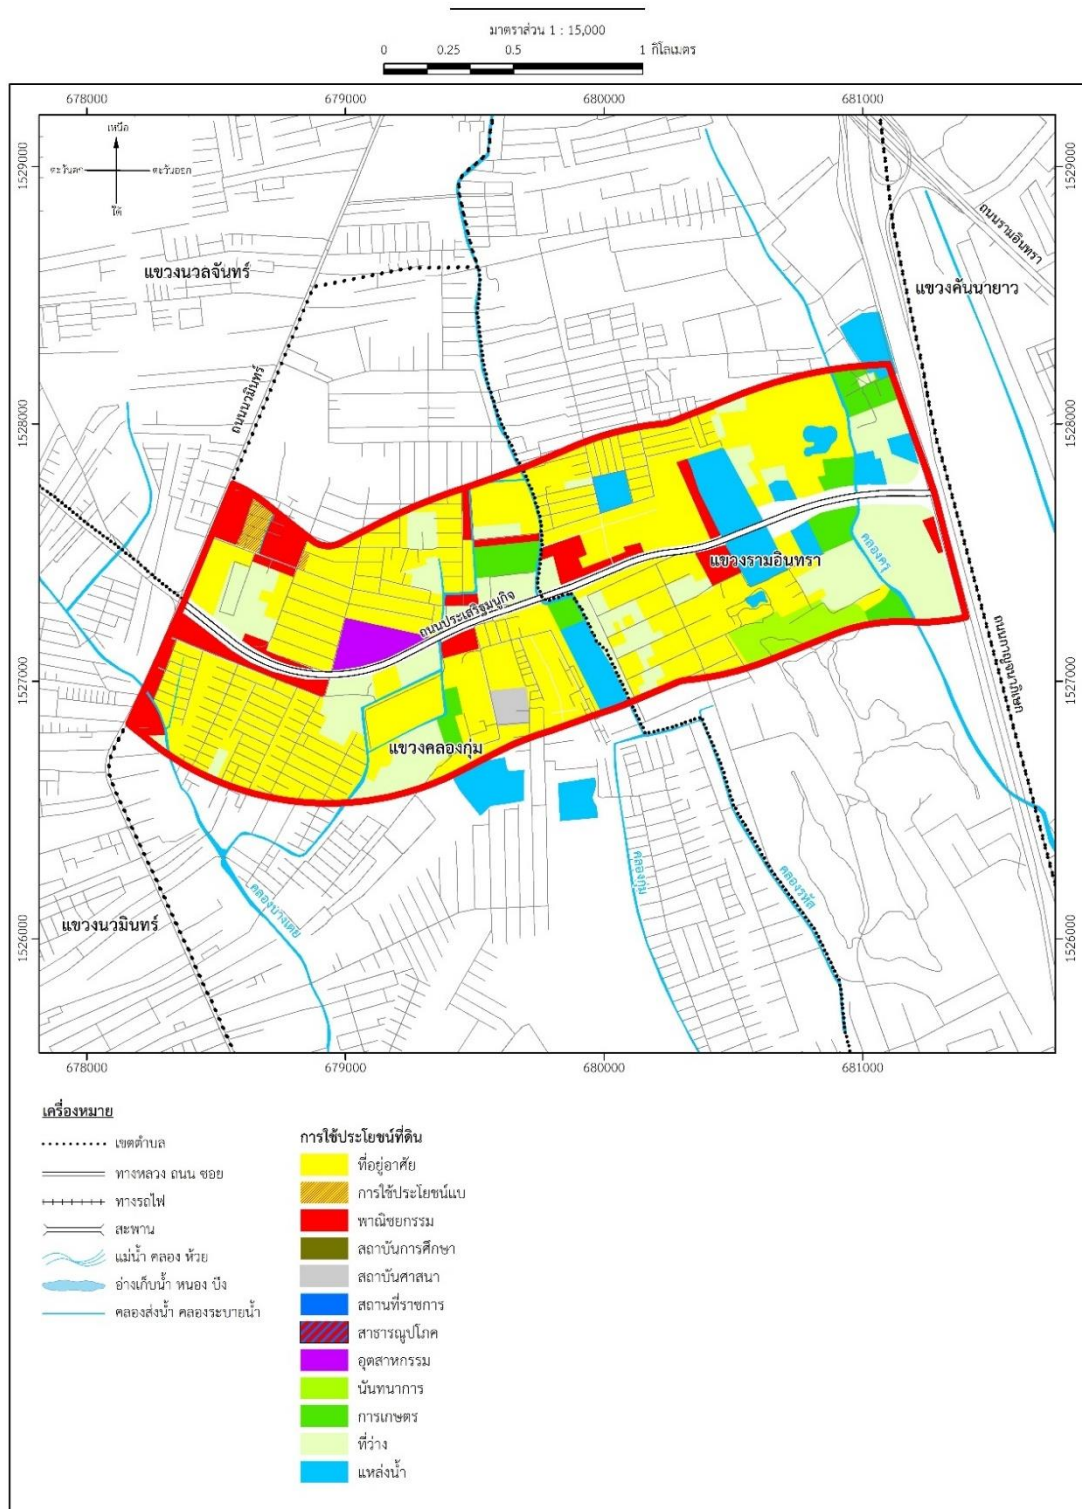 มาตราส่วน 1 : 15,000
0 0.25 0.5 1 กิโลเมตร
678000 679000 680000 681000
เหนือ
ตะวันตก ตะวันออก
ใต้
1529000 1529000
ถนนรามอินทรา
แขวงนวลจันทร์
แขวงคันนายาว
ถนนนวมินทร์
1528000 1528000
คลองครุ
แขวงรามอินทรา
ถนนประเสริฐมนูกิจ
ถนนกาญจนาภิเษก
1527000 1527000
แขวงคลองกุ่ม
คลองกุ่ม
คลองรหัส
คลองบางเตย
แขวงนวมินทร์
1526000 1526000
678000 679000 680000 681000
เครื่องหมาย
เขตตำบล
ทางหลวง ถนน ซอย
ทางรถไฟ
สะพาน
แม่น้ำ คลอง ห้วย
อ่างเก็บน้ำ หนอง บึง
คลองส่งน้ำ คลองระบายน้ำ
การใช้ประโยชน์ที่ดิน
ที่อยู่อาศัย
การใช้ประโยชน์แบ
พาณิชยกรรม
สถาบันการศึกษา
สถาบันศาสนา
สถานที่ราชการ
สาธารณูปโภค
อุตสาหกรรม
นันทนาการ
การเกษตร
ที่ว่าง
แหล่งน้ำ